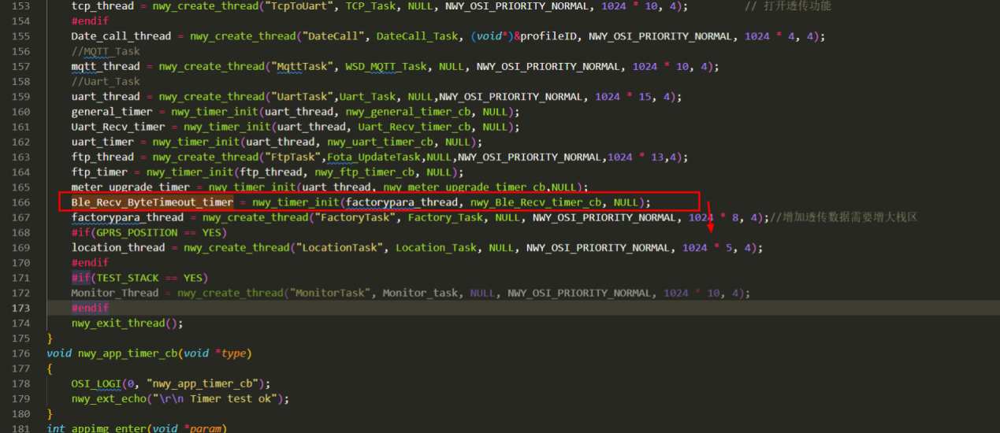 153 tcp_thread = nwy_create_thread("TcpToUart", TCP_Task, NULL, NWY_OSI_PRIORITY_NORMAL, 1024 * 10, 4); // 打开透传功能
154 #endif
155 Date_call_thread = nwy_create_thread("DateCall", DateCall_Task, (void*)&profileID, NWY_OSI_PRIORITY_NORMAL, 1024 * 4, 4);
156 //MQTT_Task
157 mqtt_thread = nwy_create_thread("MqttTask", WSD_MQTT_Task, NULL, NWY_OSI_PRIORITY_NORMAL, 1024 * 10, 4);
158 //Uart_Task
159 uart_thread = nwy_create_thread("UartTask",Uart_Task, NULL,NWY_OSI_PRIORITY_NORMAL, 1024 * 15, 4);
160 general_timer = nwy_timer_init(uart_thread, nwy_general_timer_cb, NULL);
161 Uart_Recv_timer = nwy_timer_init(uart_thread, Uart_Recv_timer_cb, NULL);
162 uart_timer = nwy_timer_init(uart_thread, nwy_uart_timer_cb, NULL);
163 ftp_thread = nwy_create_thread("FtpTask",Fota_UpdateTask,NULL,NWY_OSI_PRIORITY_NORMAL,1024 * 13,4);
164 ftp_timer = nwy_timer_init(ftp_thread, nwy_ftp_timer_cb, NULL);
165 meter_upgrade_timer = nwy_timer_init(uart_thread, nwy_meter_upgrade_timer_cb,NULL);
166 Ble_Recv_ByteTimeout_timer = nwy_timer_init(factorypara_thread, nwy_Ble_Recv_timer_cb, NULL);
167 factorypara_thread = nwy_create_thread("FactoryTask", Factory_Task, NULL, NWY_OSI_PRIORITY_NORMAL, 1024 * 8, 4);//增加透传数据需要增大栈区
168 #if(GPRS_POSITION == YES)
169 location_thread = nwy_create_thread("LocationTask", Location_Task, NULL, NWY_OSI_PRIORITY_NORMAL, 1024 * 5, 4);
170 #endif
171 #if(TEST_STACK == YES)
172 Monitor_Thread = nwy_create_thread("MonitorTask", Monitor_task, NULL, NWY_OSI_PRIORITY_NORMAL, 1024 * 10, 4);
173 #endif
174 nwy_exit_thread();
175 }
176 void nwy_app_timer_cb(void *type)
177 {
178 OSI_LOGI(0, "nwy_app_timer_cb");
179 nwy_ext_echo("\r\n Timer test ok");
180 }
181 int appimg_enter(void *param)